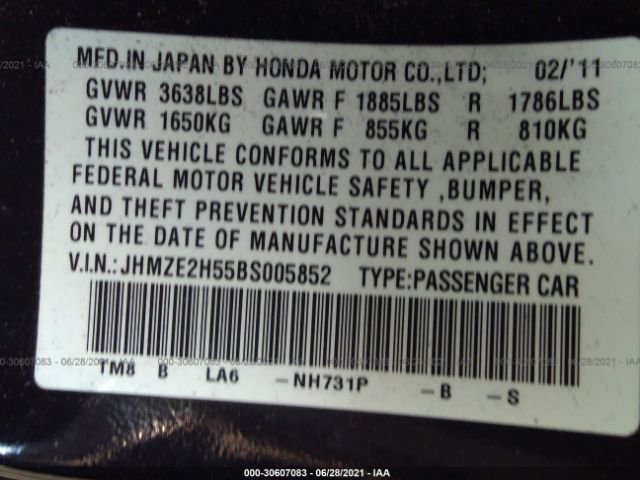 MFD.IN JAPAN BY HONDA MOTOR CO.,LTD; 02/'11
GVWR 3638LBS GAWR F 1885LBS R 1786LBS
GVWR 1650KG GAWR F 855KG R 810KG
THIS VEHICLE CONFORMS TO ALL APPLICABLE
FEDERAL MOTOR VEHICLE SAFETY ,BUMPER,
AND THEFT PREVENTION STANDARDS IN EFFECT
ON THE DATE OF MANUFACTURE SHOWN ABOVE.
V.I.N.:JHMZE2H55BS005852 TYPE:PASSENGER CAR
TM8 B LA6 –NH731P –B –S
000-30607083 - 06/28/2021 - IAA